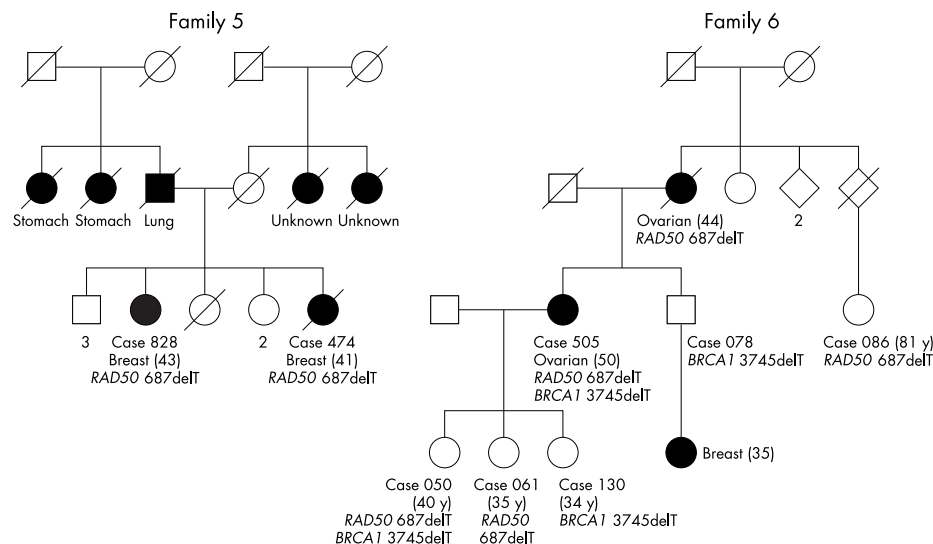 Family 5
Family 6
Stomach Stomach Lung
Unknown Unknown
Ovarian (44)
RAD50 687delT
2
3
Case 828
Breast (43)
RAD50 687delT
2
Case 474
Breast (41)
RAD50 687delT
Case 505
Ovarian (50)
RAD50 687delT
BRCA1 3745delT
Case 078
BRCA1 3745delT
Case 086 (81 y)
RAD50 687delT
Breast (35)
Case 050
(40 y)
RAD50 687delT
BRCA1 3745delT
Case 061
(35 y)
RAD50
687delT
Case 130
(34 y)
BRCA1 3745delT